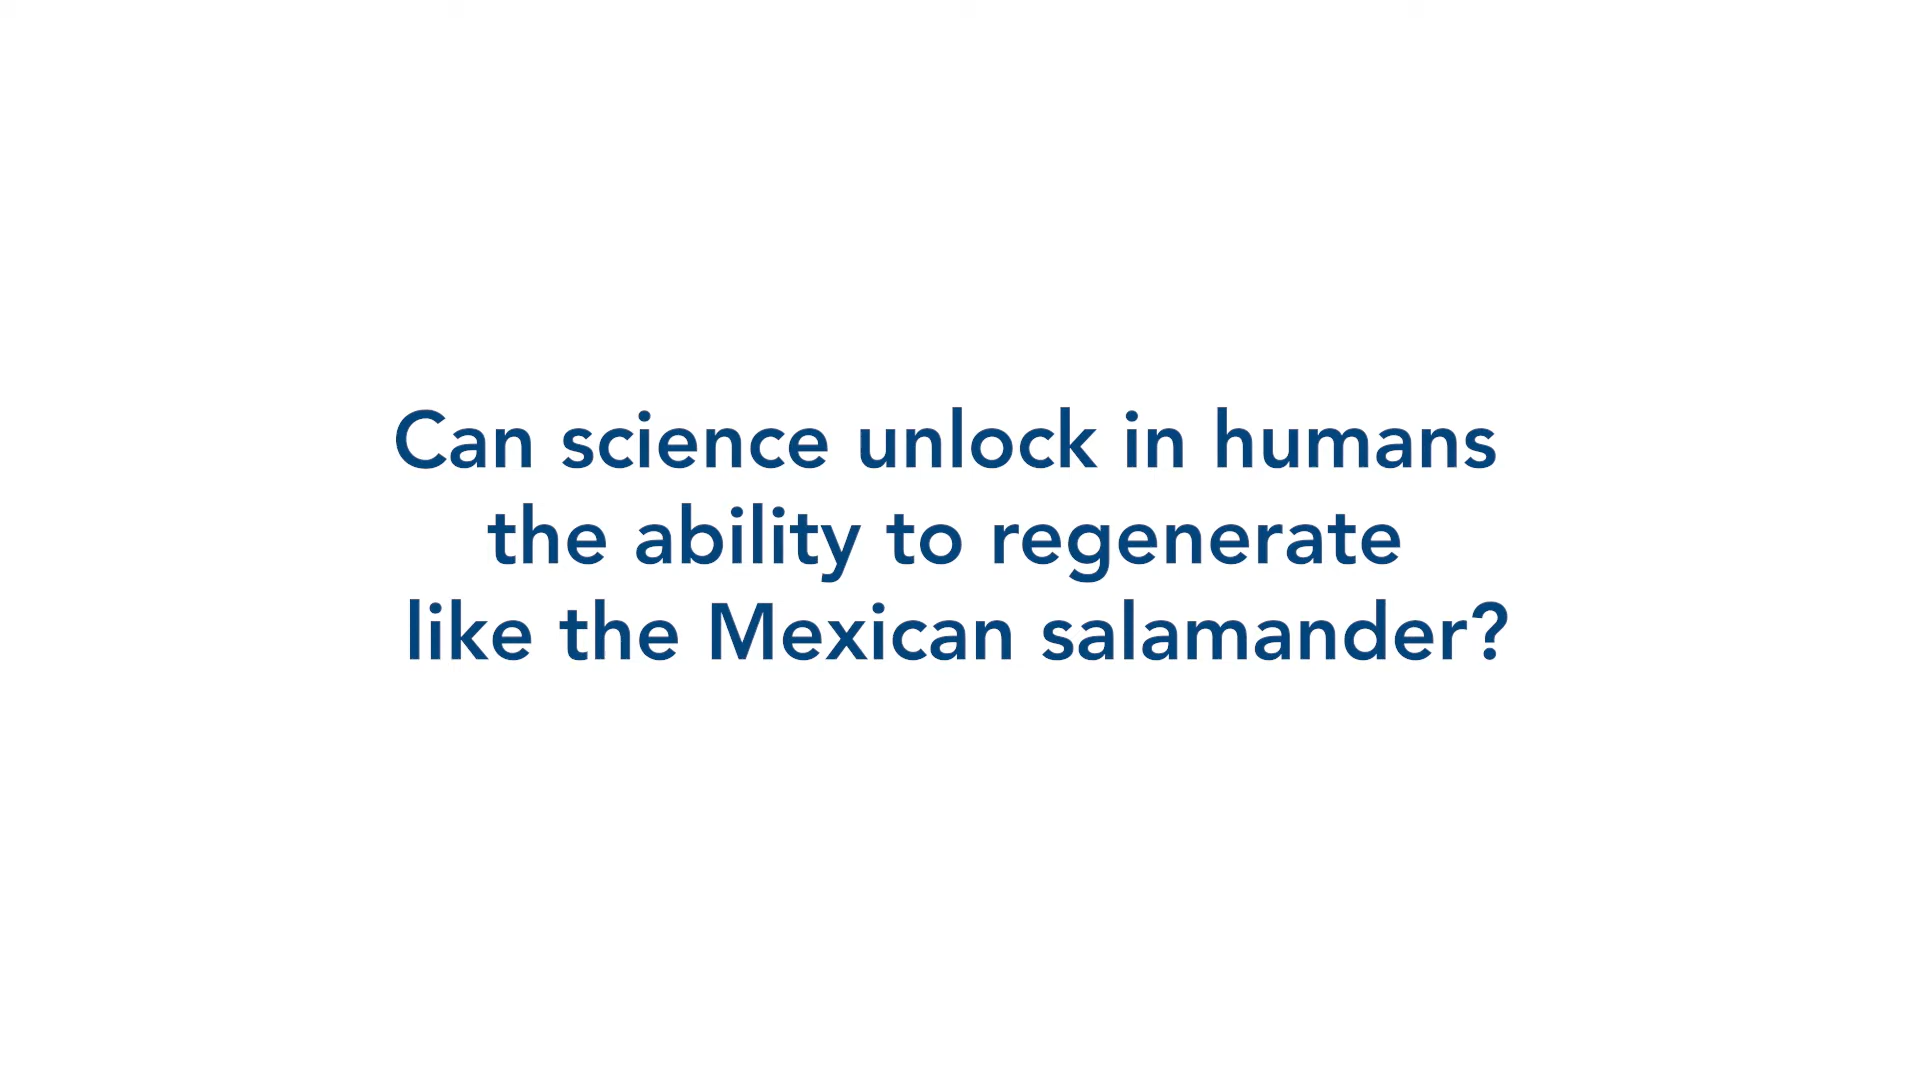 Can science unlock in humans
the ability to regenerate
like the Mexican salamander?